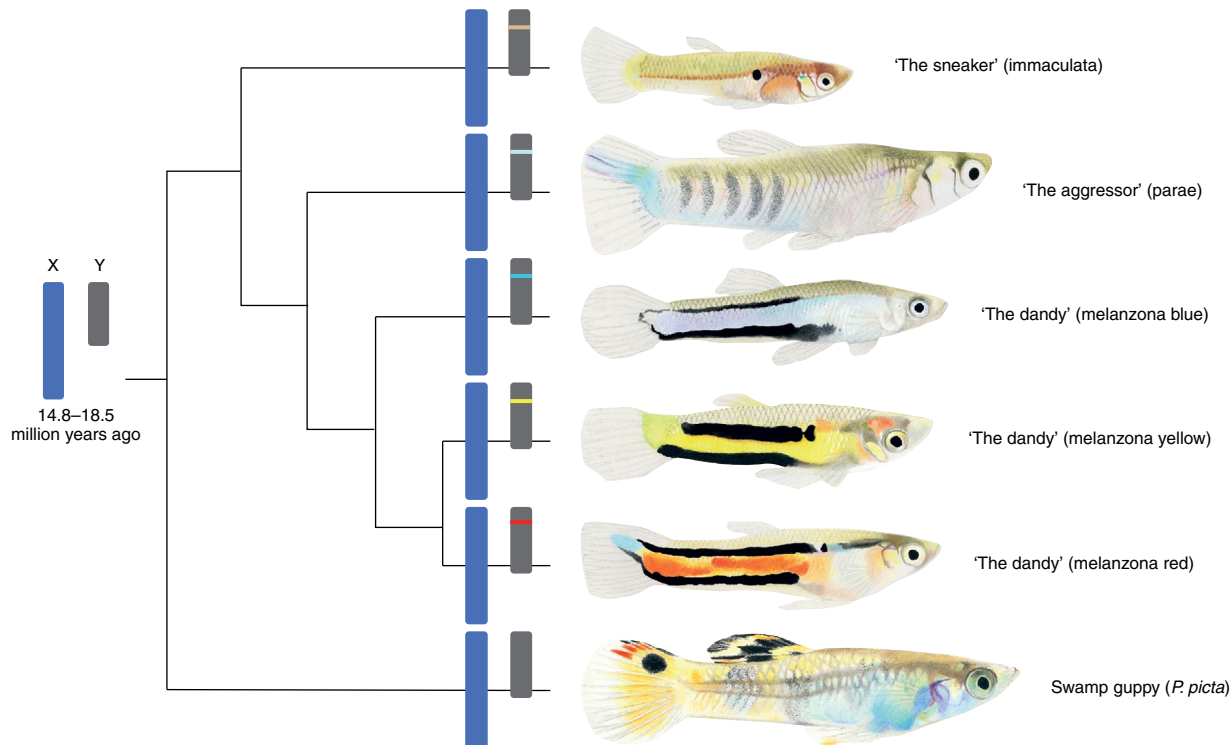 ‘The sneaker’ (immaculata)
‘The aggressor’ (parae)
X Y
‘The dandy’ (melanzona blue)
14.8–18.5
million years ago
‘The dandy’ (melanzona yellow)
‘The dandy’ (melanzona red)
Swamp guppy (P. picta)